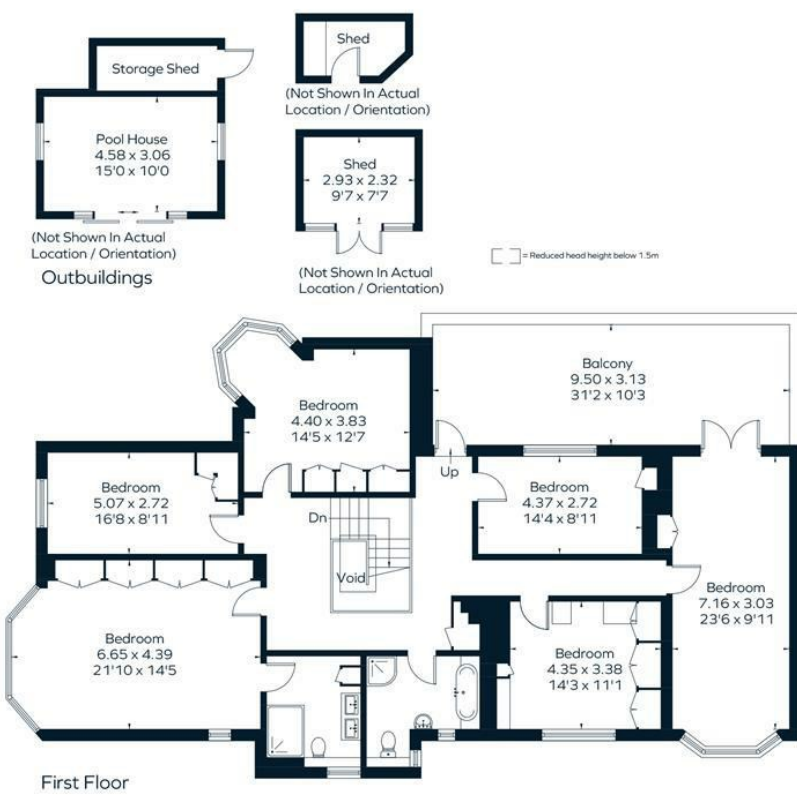 Storage Shed
Pool House
4.58 x 3.06
15'0 x 10'0
(Not Shown In Actual
Location / Orientation)
Outbuildings
Shed
(Not Shown In Actual
Location / Orientation)
Shed
2.93 x 2.32
9'7 x 7'7
(Not Shown In Actual
Location / Orientation)
= Reduced head height below 1.5m
Balcony
9.50 x 3.13
31'2 x 10'3
Bedroom
4.40 x 3.83
14'5 x 12'7
Up
Bedroom
5.07 x 2.72
16'8 x 8'11
Bedroom
4.37 x 2.72
14'4 x 8'11
Dn
Void
Bedroom
7.16 x 3.03
23'6 x 9'11
Bedroom
6.65 x 4.39
21'10 x 14'5
Bedroom
4.35 x 3.38
14'3 x 11'1
First Floor